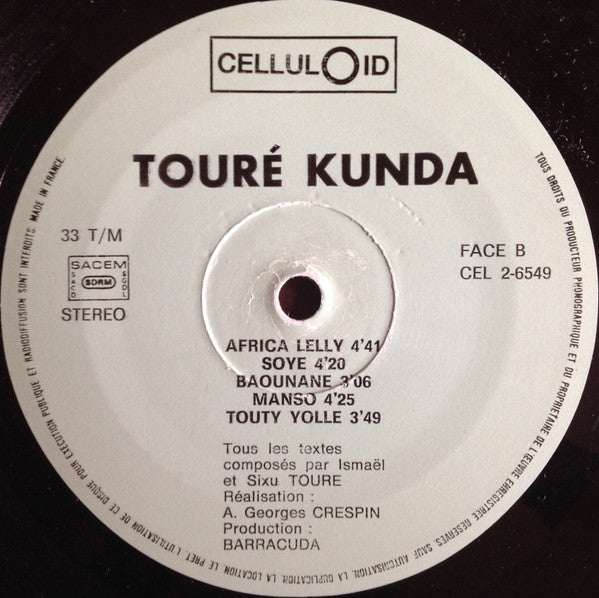 CELLULOID
TOURÉ KUNDA
33 T/M
SACEM
SACD
SDRM
SGDL
STEREO
FACE B
CEL 2-6549
AFRICA LELLY 4'41
SOYE 4'20
BAOUNANE 3'06
MANSO 4'25
TOUTY YOLLE 3'49
Tous les textes
composés par Ismaël
et Sixu TOURE
Réalisation :
A. Georges CRESPIN
Production :
BARRACUDA
TOUS DROITS DU PRODUCTEUR PHONOGRAPHIQUE ET DU PROPRIETAIRE DE L'ŒUVRE ENREGISTREE RESERVES. SAUF AUTORISATION, LA DUPLICATION, LA LOCATION, LE PRET, L'UTILISATION DE CE DISQUE POUR EXECUTION PUBLIQUE ET RADIODIFFUSION SONT INTERDITS. MADE IN FRANCE.